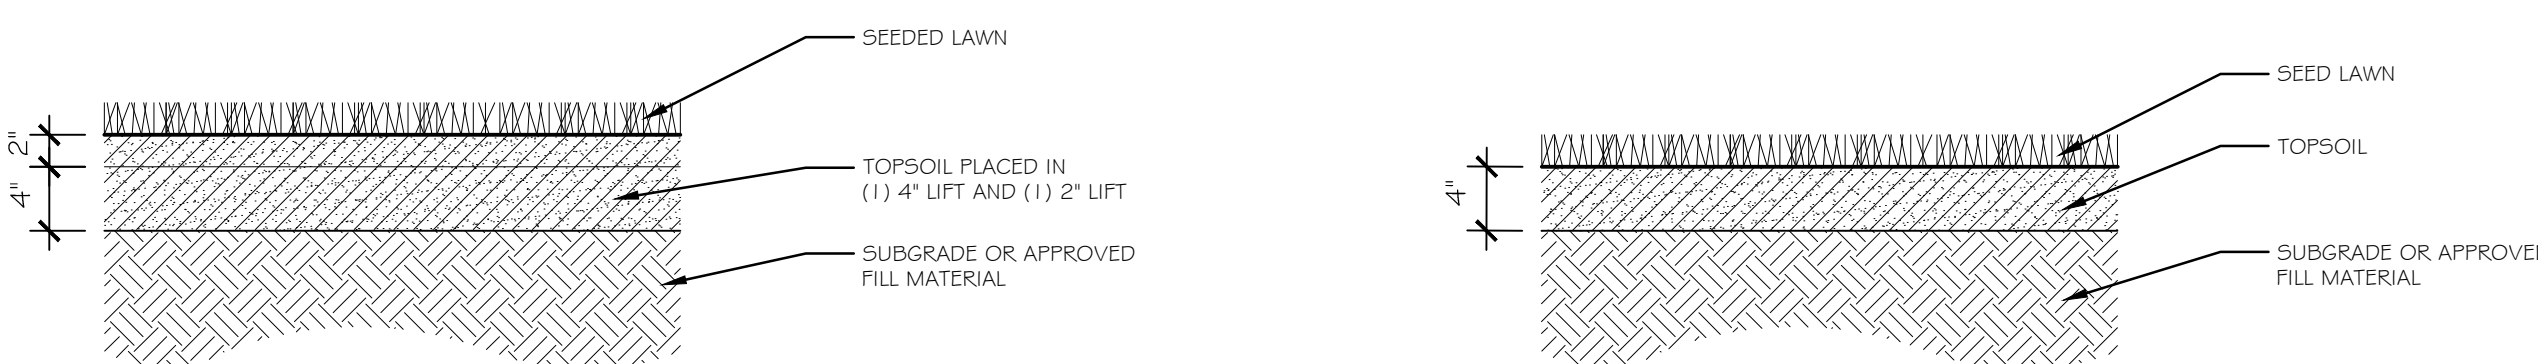 SEEDED LAWN
2"
4"
TOPSOIL PLACED IN
(1) 4" LIFT AND (1) 2" LIFT
SUBGRADE OR APPROVED
FILL MATERIAL
SEED LAWN
4"
TOPSOIL
SUBGRADE OR APPROVE
FILL MATERIAL